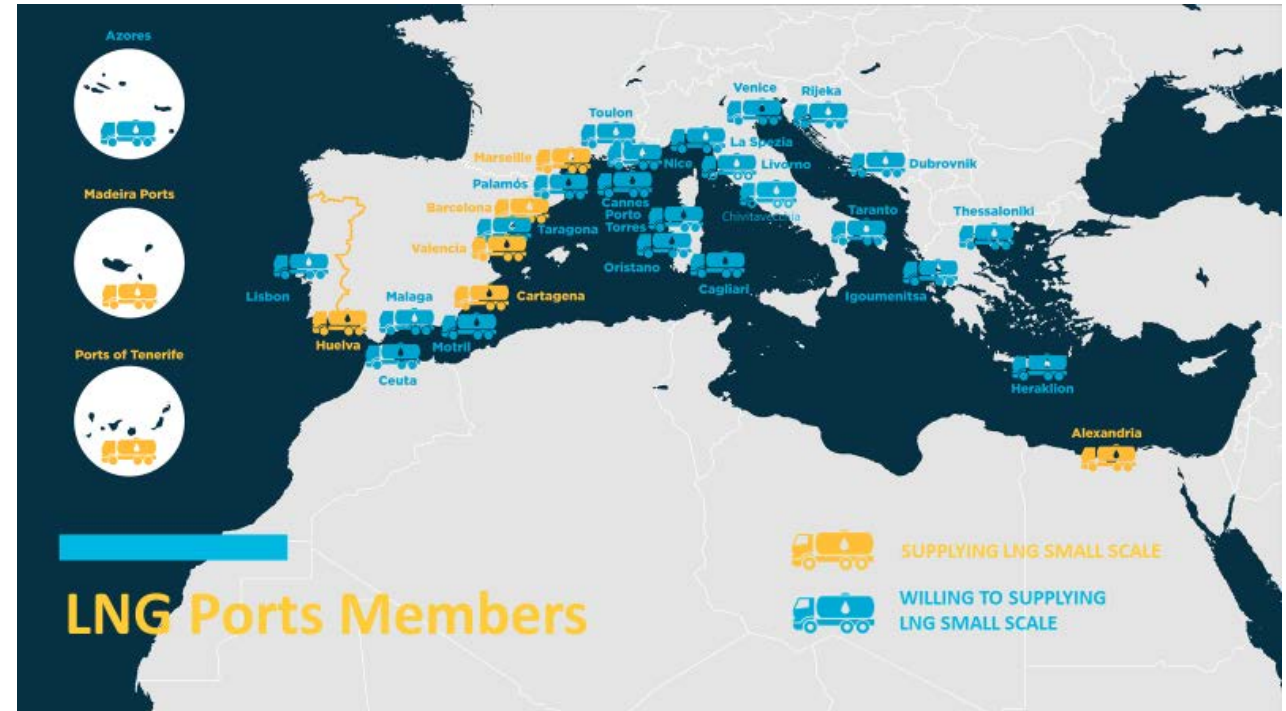 Azores
Madeira Ports
Ports of Tenerife
Venice
Rijeka
Toulon
La Spezia
Marseille
Nice
Livorno
Dubrovnik
Palamós
Cannes
Chivitavecchia
Barcelona
Porto
Torres
Taranto
Thessaloniki
Taragona
Valencia
Oristano
Cagliari
Igoumenitsa
Lisbon
Malaga
Cartagena
Huelva
Motril
Ceuta
Heraklion
Alexandria
LNG Ports Members
SUPPLYING LNG SMALL SCALE
WILLING TO SUPPLYING
LNG SMALL SCALE